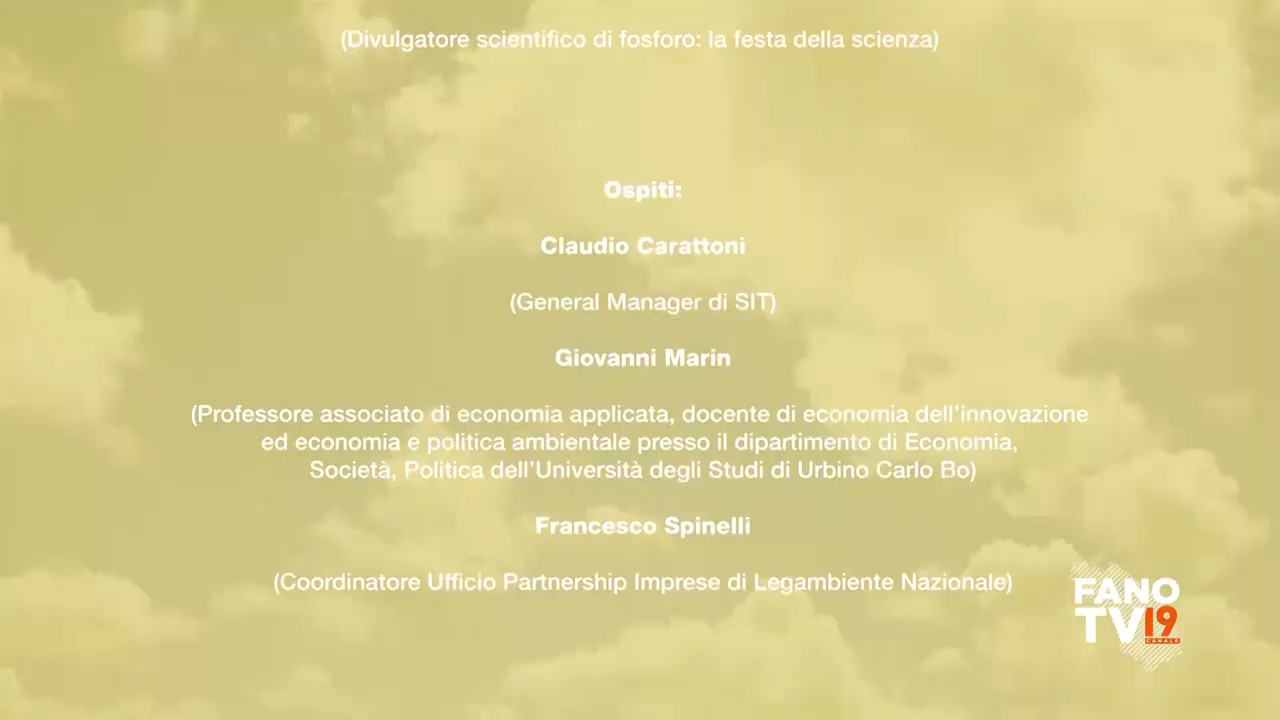 (Divulgatore scientifico di fosforo: la festa della scienza)
Ospiti:
Claudio Carattoni
(General Manager di SIT)
Giovanni Marin
(Professore associato di economia applicata, docente di economia dell'innovazione
ed economia e politica ambientale presso il dipartimento di Economia,
Società, Politica dell'Università degli Studi di Urbino Carlo Bo)
Francesco Spinelli
(Coordinatore Ufficio Partnership Imprese di Legambiente Nazionale)
FANO
TV19
CANALE